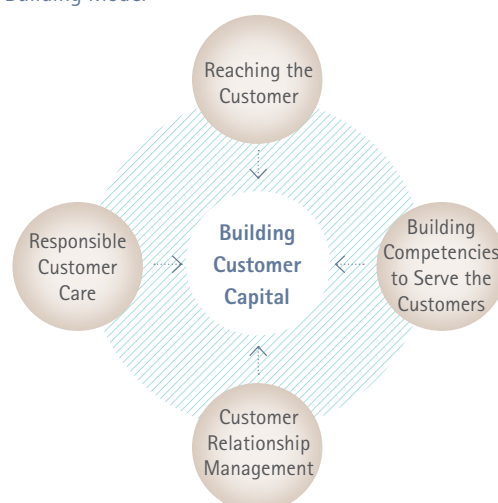 Building Model
Reaching the
Customer
Responsible
Customer
Care
Building
Customer
Capital
Building
Competencies
to Serve the
Customers
Customer
Relationship
Management